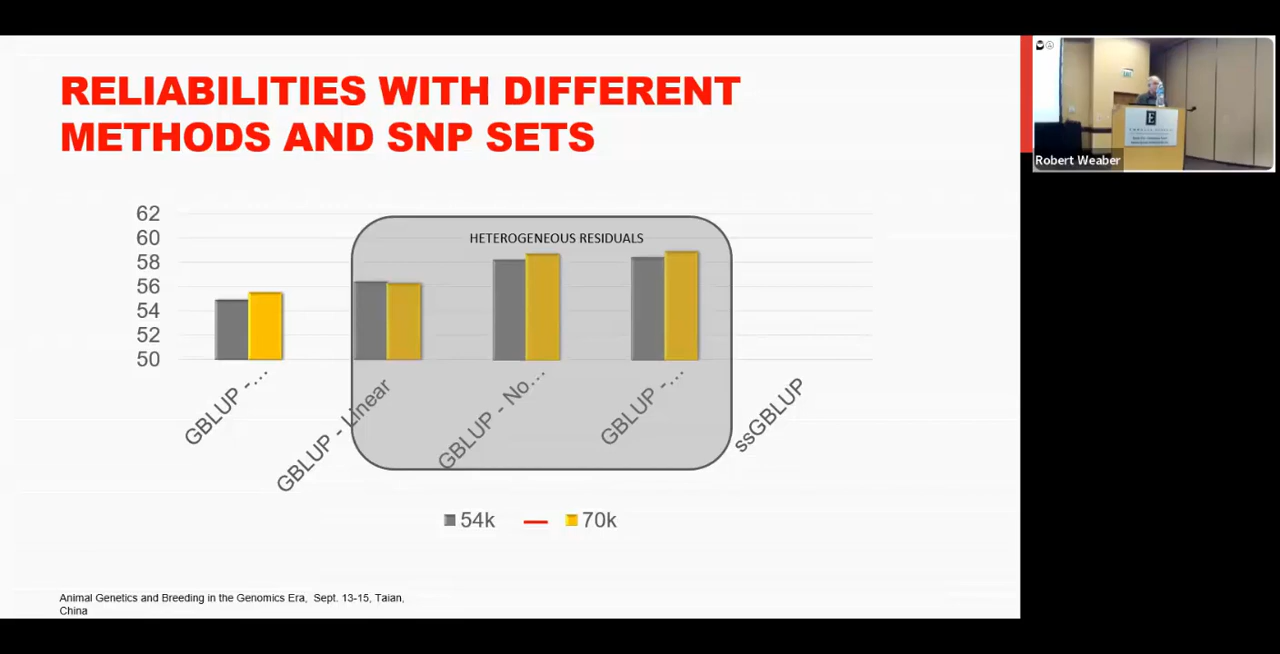 RELIABILITIES WITH DIFFERENT
METHODS AND SNP SETS
HETEROGENEOUS RESIDUALS
62
60
58
56
54
52
50
GBLUP -...
GBLUP - Linear
GBLUP - No...
GBLUP -...
ssGBLUP
54k
70k
Animal Genetics and Breeding in the Genomics Era, Sept. 13-15, Taian,
China
Robert Weaber
E